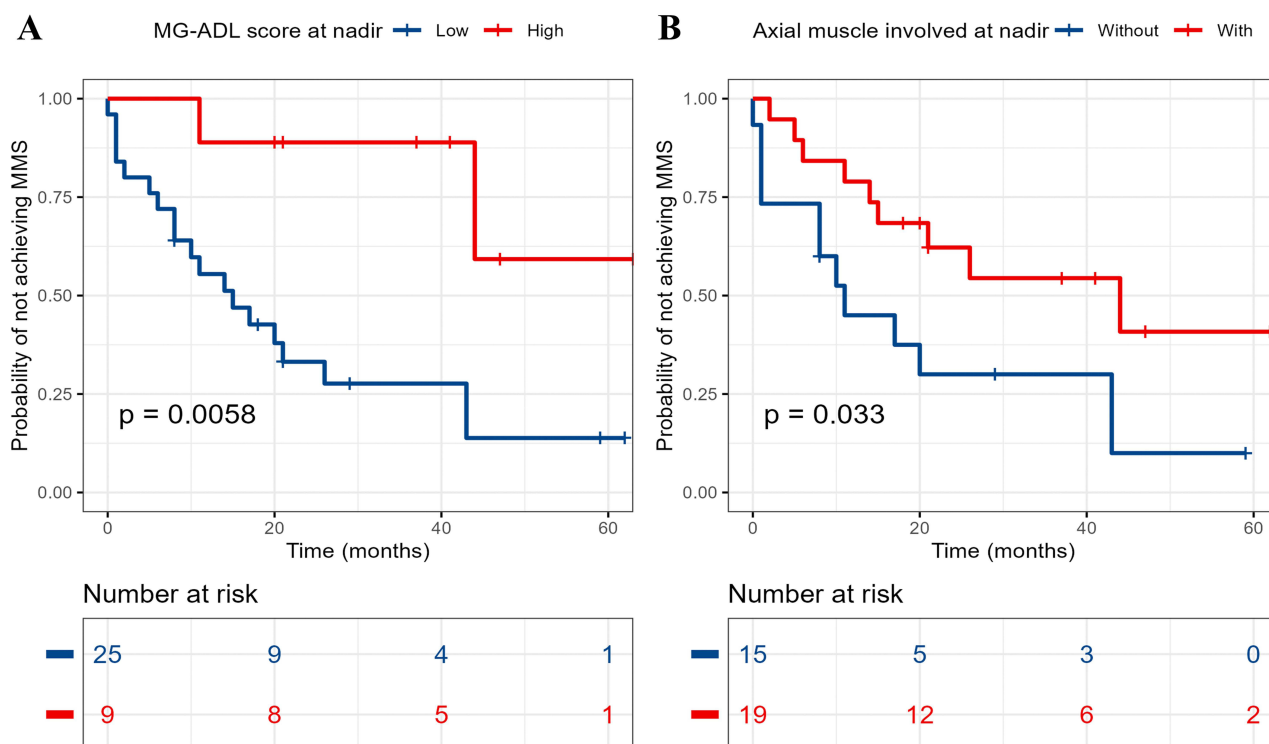 A MG-ADL score at nadir Low High
Probability of not achieving MMS
1.00
0.75
0.50
0.25
0.00
p = 0.0058
0 20 40 60
Time (months)
Number at risk
25 9 4 1
9 8 5 1
B Axial muscle involved at nadir Without With
Probability of not achieving MMS
1.00
0.75
0.50
0.25
0.00
p = 0.033
0 20 40 60
Time (months)
Number at risk
15 5 3 0
19 12 6 2